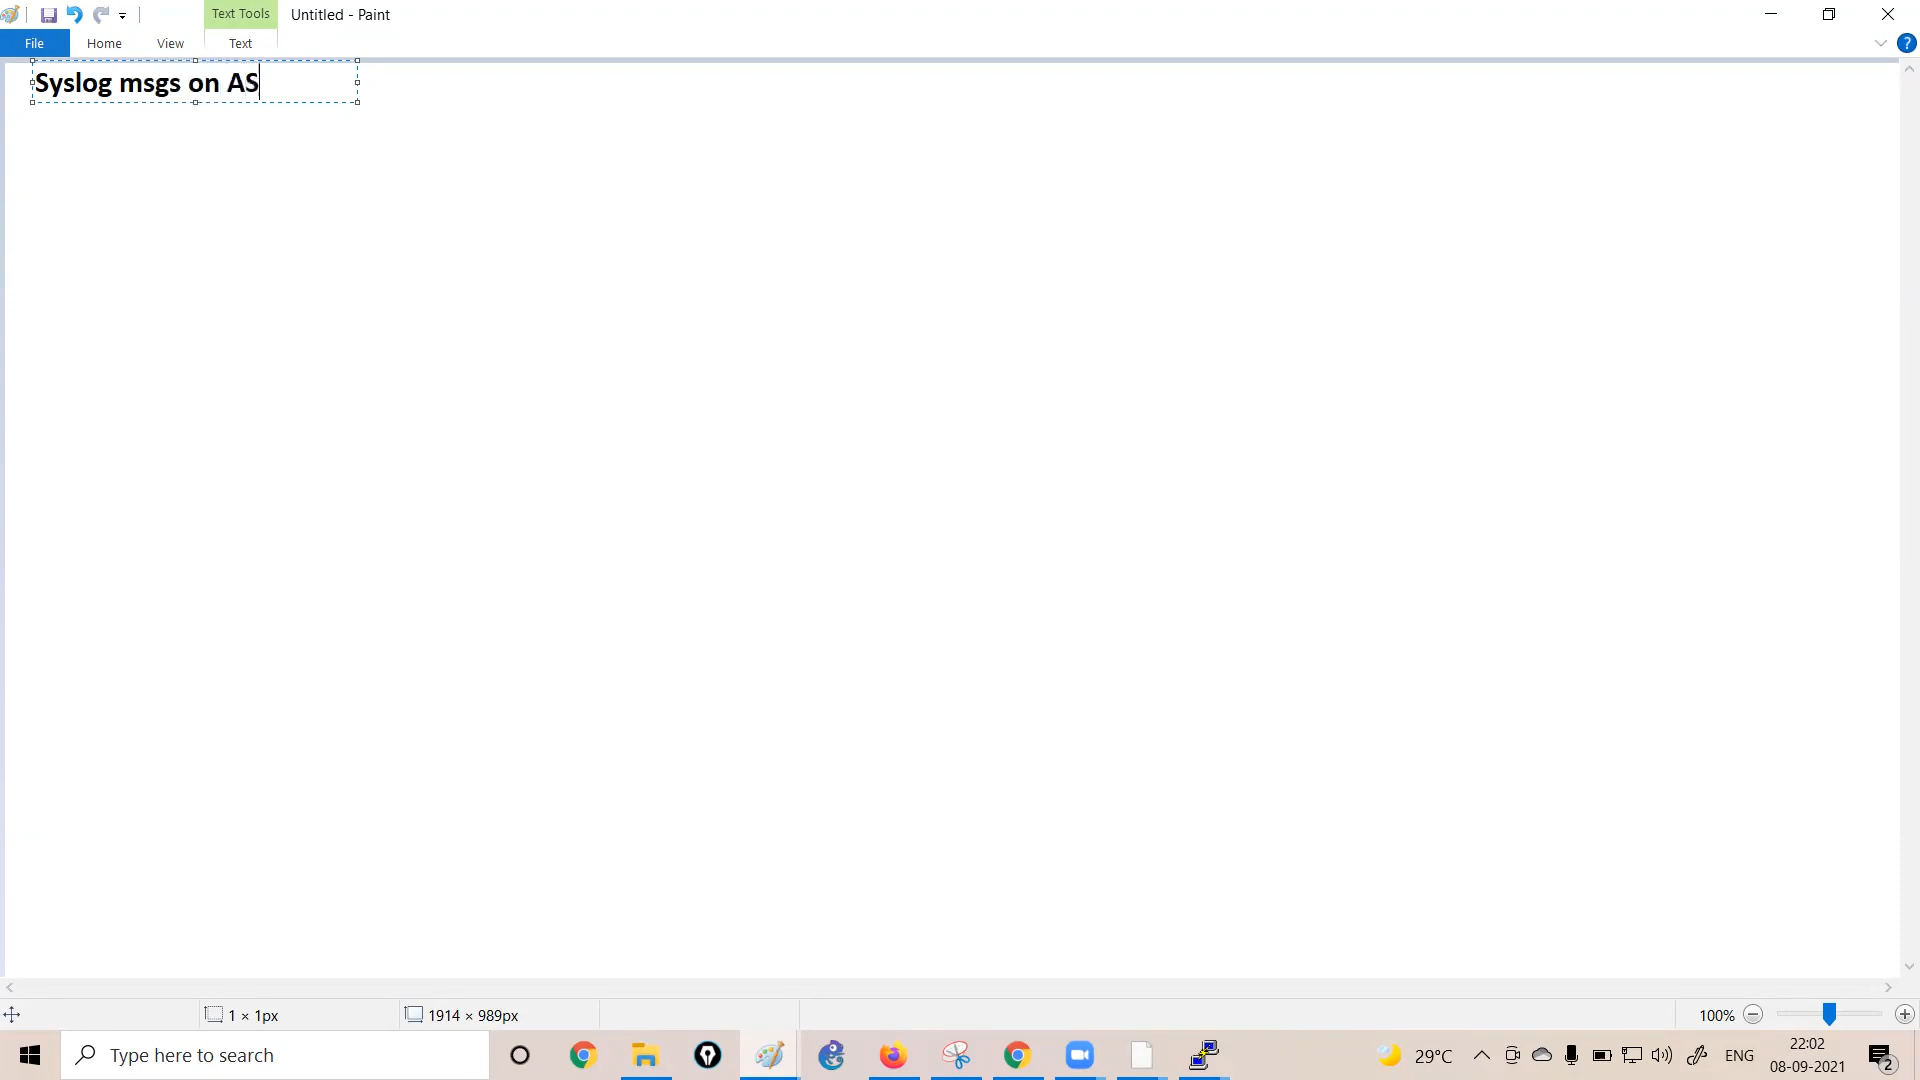 Text Tools
Untitled - Paint
File
Home
View
Text
?
Syslog msgs on AS
1 × 1px
1914 × 989px
100%
Type here to search
29°C
ENG
22:02
08-09-2021
2